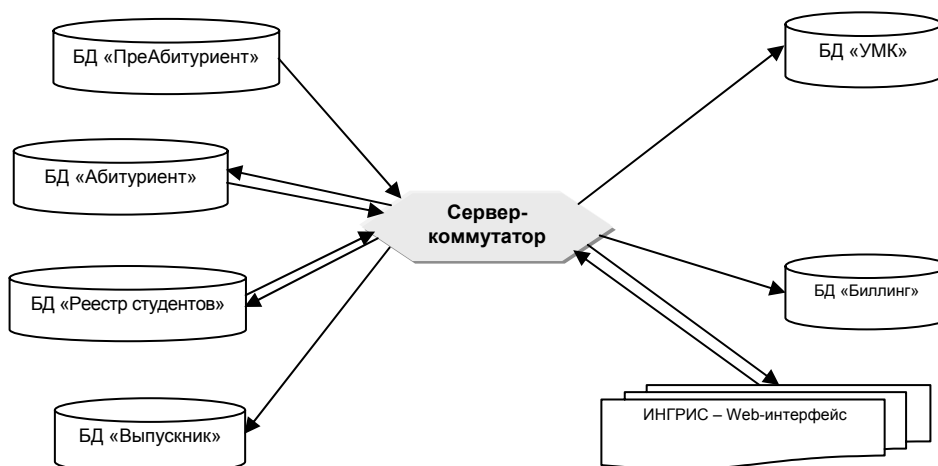 БД «ПреАбитуриент»
БД «УМК»
БД «Абитуриент»
Сервер-
коммутатор
БД «Реестр студентов»
БД «Биллинг»
БД «Выпускник»
ИНГРИС – Web-интерфейс